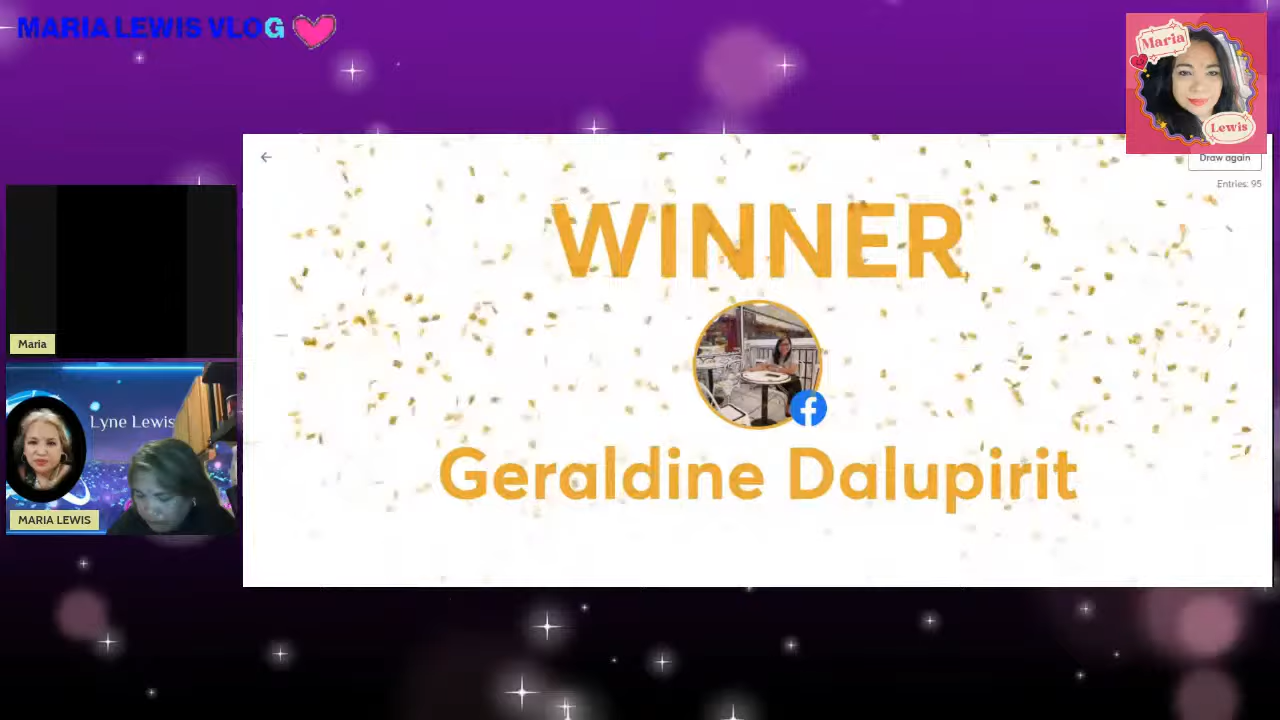 MARIA LEWIS VLOG
Maria
Lewis
Draw again
Entries: 95
WINNER
Geraldine Dalupirit
Maria
Lyne Lewis
MARIA LEWIS